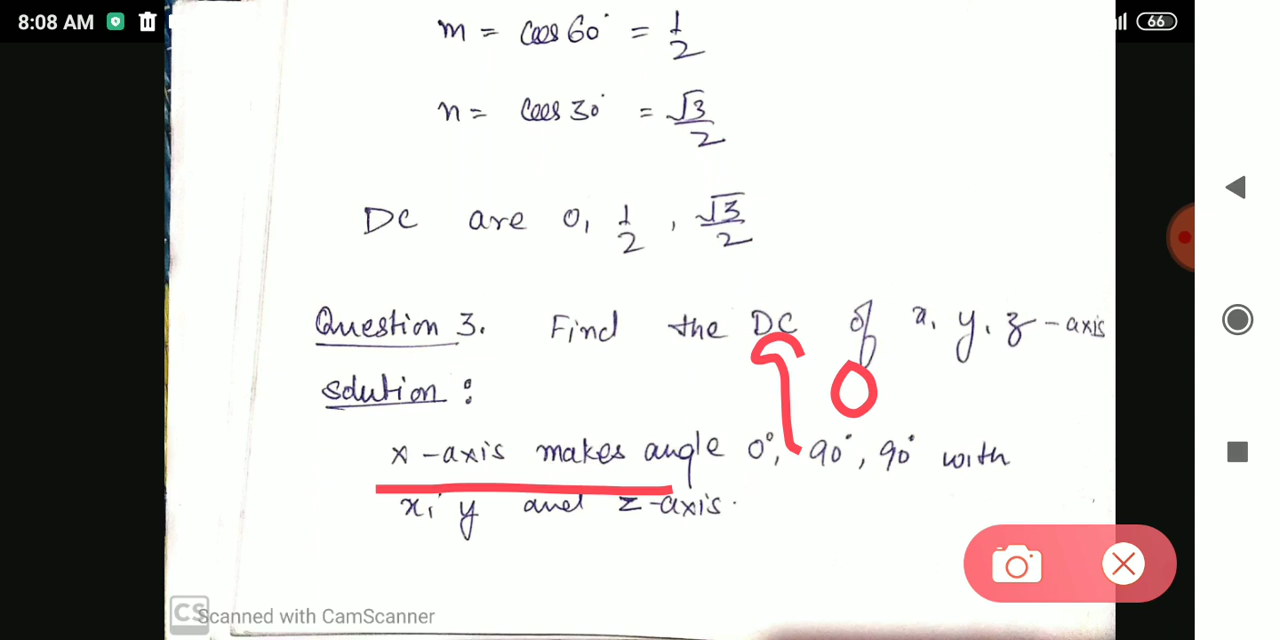 8:08 AM 66
m = cos 60° = 1/2
n = cos 30° = √3/2
DC are 0, 1/2, √3/2
Question 3. Find the DC of x, y, z-axis
solution :
x-axis makes angle 0°, 90°, 90° with
x, y and z-axis.
CS Scanned with CamScanner